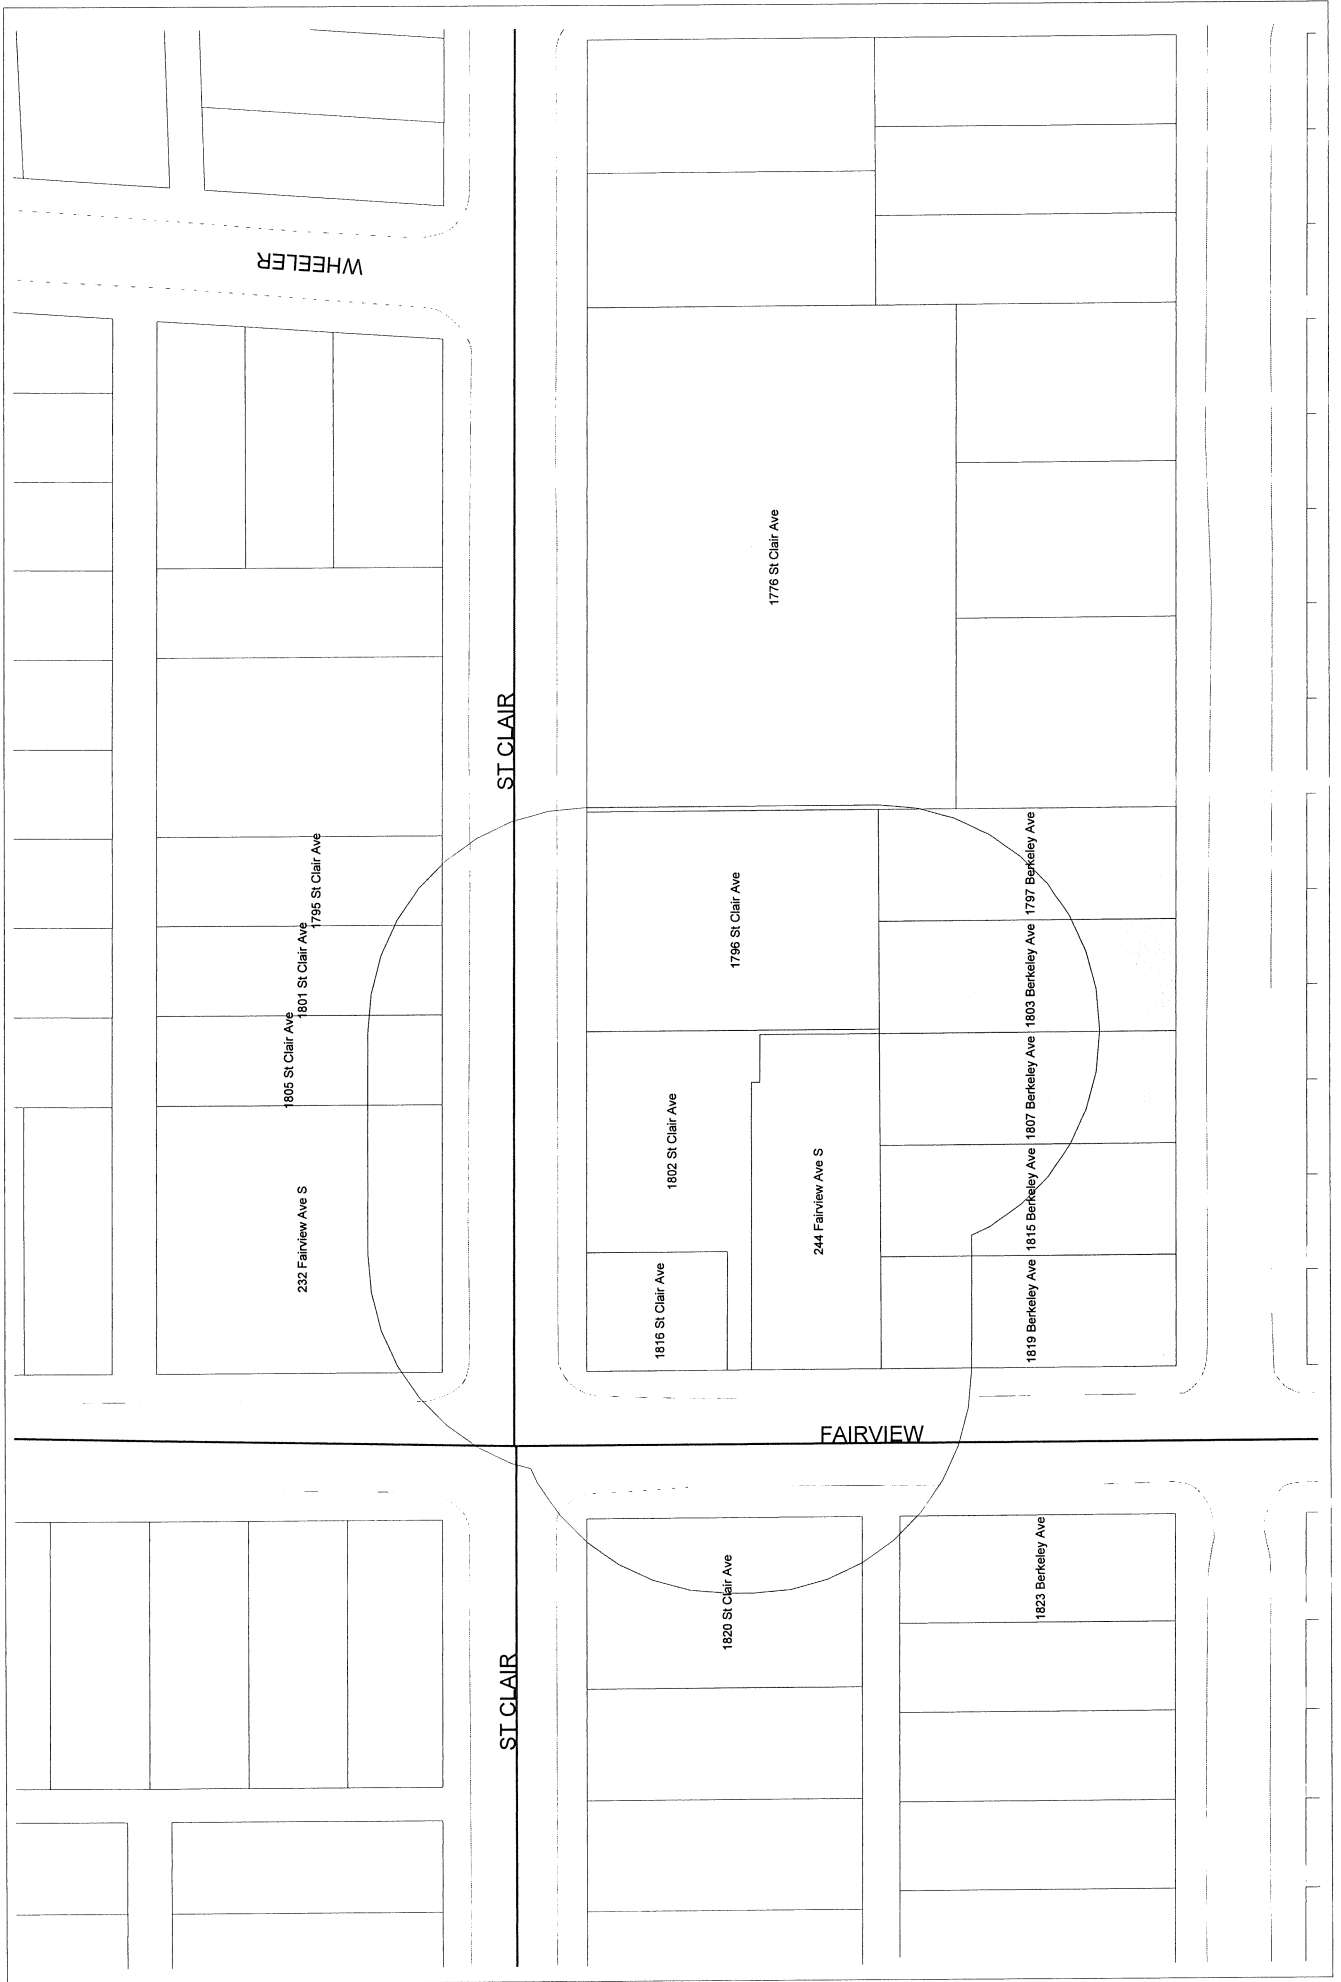 WHEELER
ST CLAIR
1776 St Clair Ave
1795 St Clair Ave
1801 St Clair Ave
1805 St Clair Ave
232 Fairview Ave S
1796 St Clair Ave
1802 St Clair Ave
1816 St Clair Ave
244 Fairview Ave S
1797 Berkeley Ave
1803 Berkeley Ave
1807 Berkeley Ave
1815 Berkeley Ave
1819 Berkeley Ave
FAIRVIEW
ST CLAIR
1820 St Clair Ave
1823 Berkeley Ave